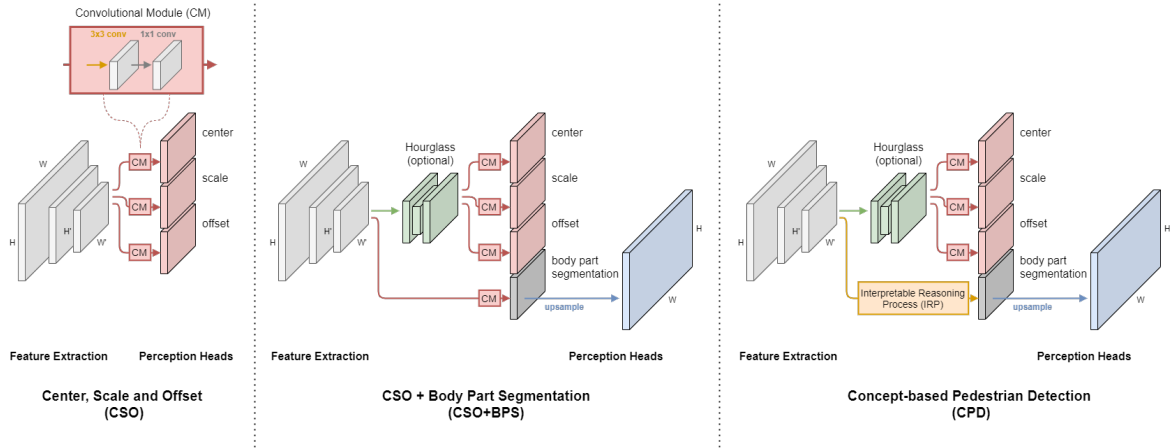 Convolutional Module (CM)
3x3 conv
1x1 conv
center
W
CM
scale
CM
H
H'
W'
offset
CM
Feature Extraction
Perception Heads
Center, Scale and Offset
(CSO)
center
Hourglass
(optional)
W
CM
scale
CM
H
H'
W'
offset
CM
body part
segmentation
H
CM
upsample
W
Feature Extraction
Perception Heads
CSO + Body Part Segmentation
(CSO+BPS)
center
Hourglass
(optional)
W
CM
scale
CM
H
H'
W'
offset
CM
body part
segmentation
H
Interpretable Reasoning
Process (IRP)
upsample
W
Feature Extraction
Perception Heads
Concept-based Pedestrian Detection
(CPD)